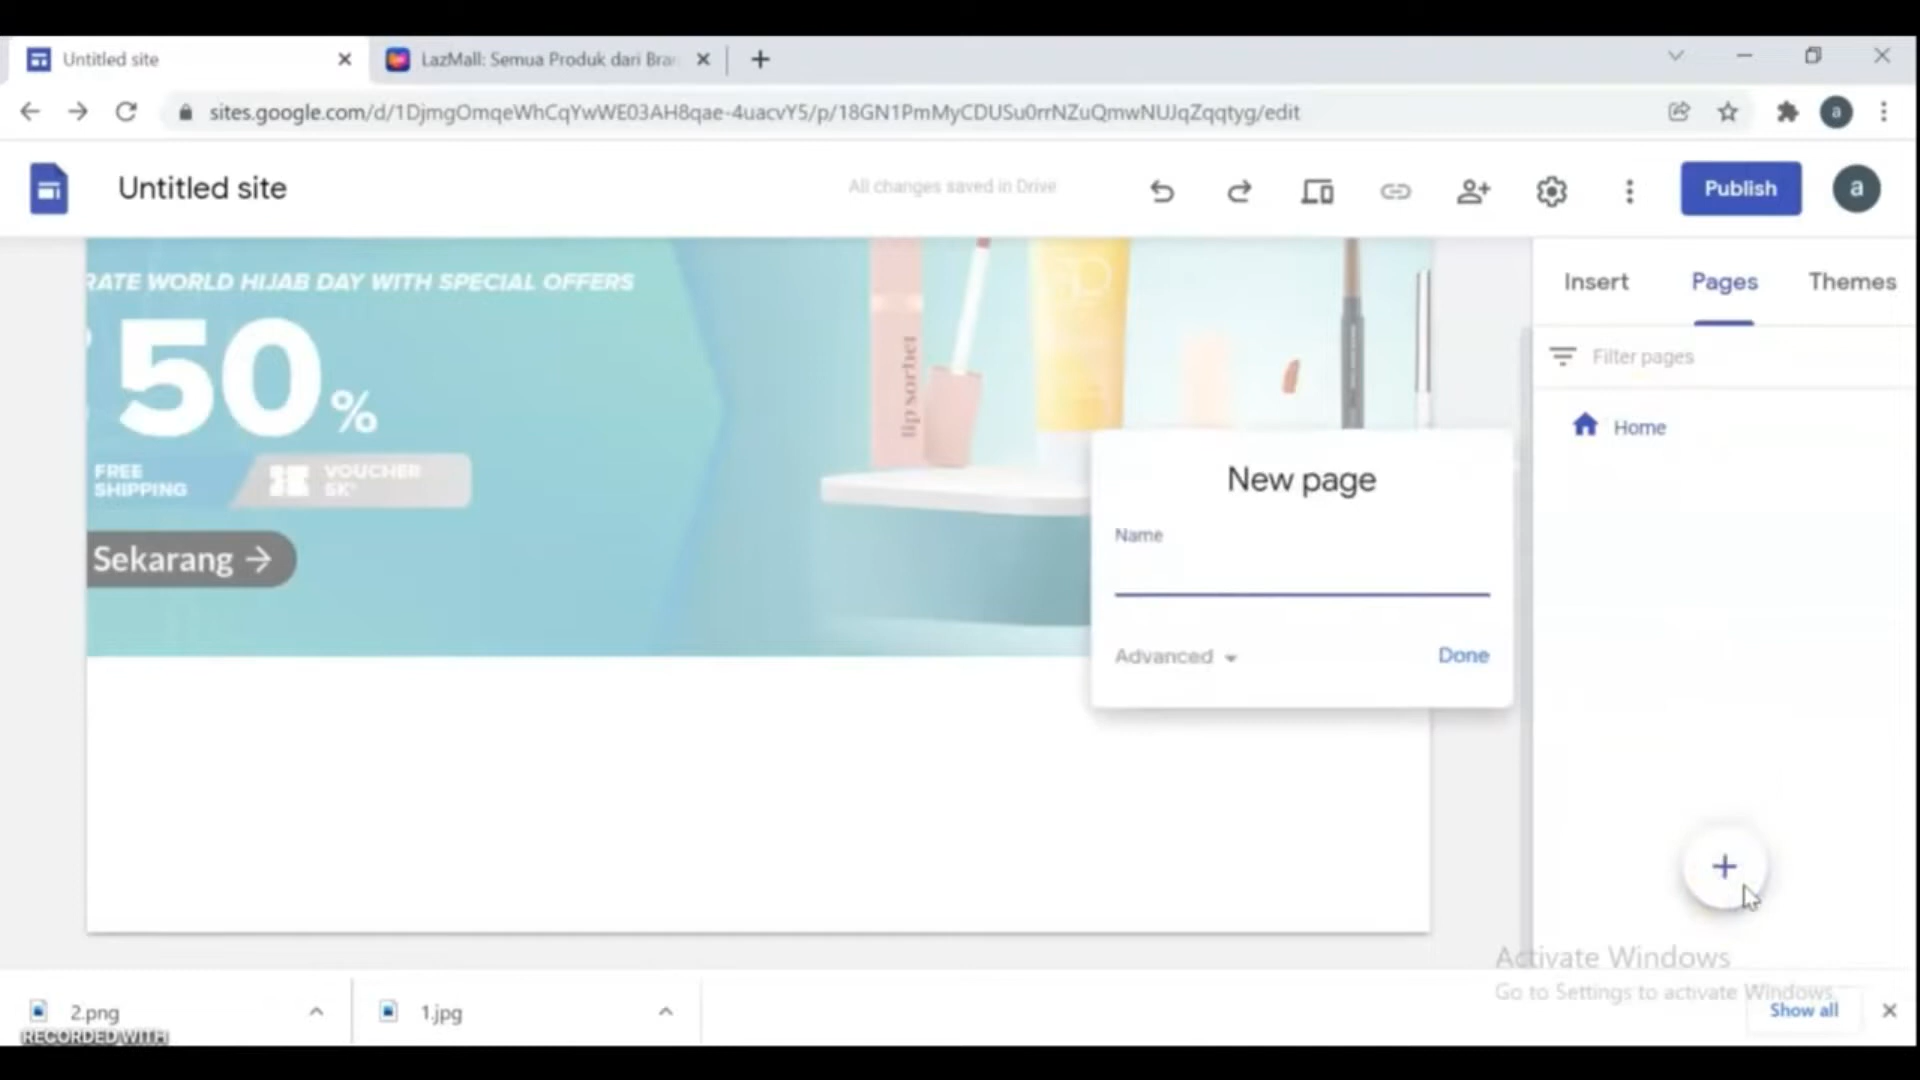 Untitled site
LazMall: Semua Produk dari Bra
sites.google.com/d/1DjmgOmqeWhCqYwWE03AH8qae-4uacvY5/p/18GN1PmMyCDUSu0rrNZuQmwNUJqZqqtyg/edit
a
Untitled site
All changes saved in Drive
Publish
a
Insert
Pages
Themes
Filter pages
Home
RATE WORLD HIJAB DAY WITH SPECIAL OFFERS
50%
FREE
SHIPPING
VOUCHER
5K*
Sekarang →
lip sorbet
New page
Name
Advanced
Done
+
Activate Windows
Go to Settings to activate Windows.
2.png
1.jpg
Show all
RECORDED WITH